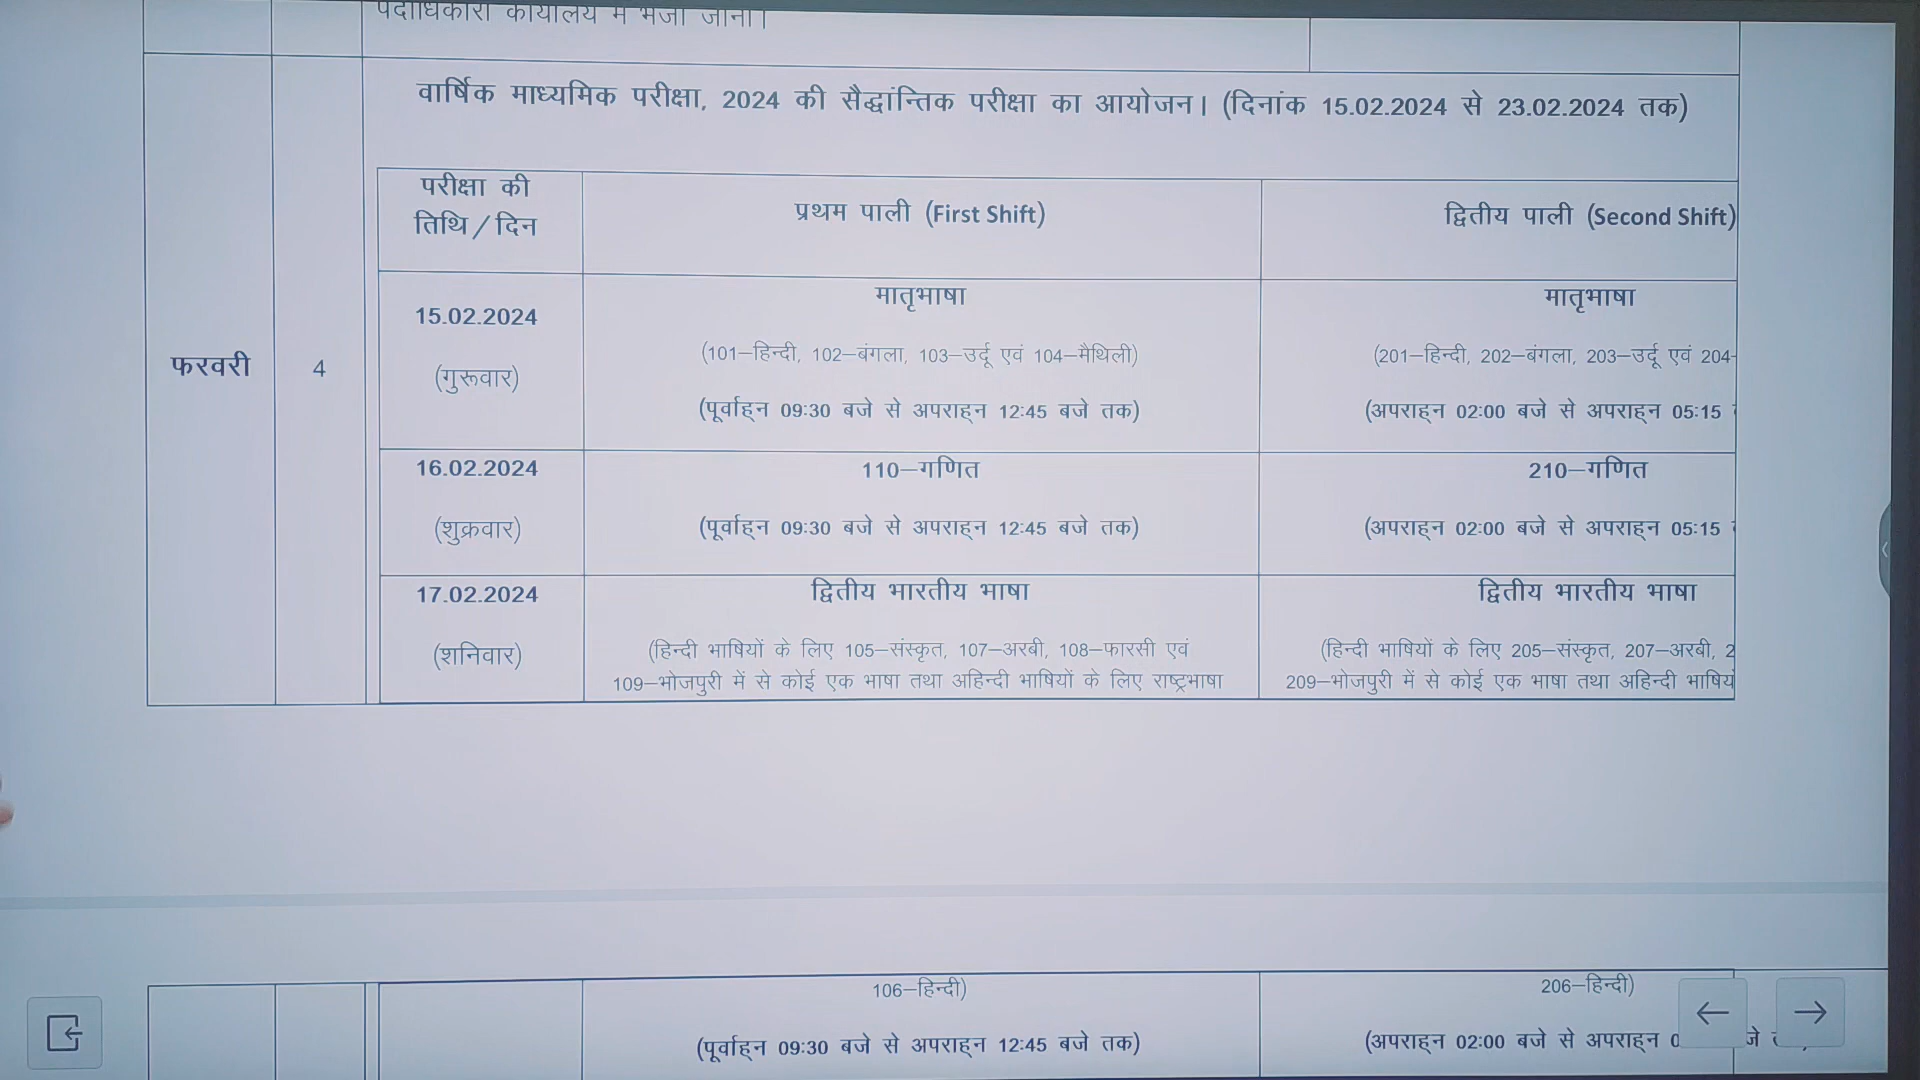 पदाधिकारी कार्यालय में भेजा जाना।
वार्षिक माध्यमिक परीक्षा, 2024 की सैद्धांन्तिक परीक्षा का आयोजन। (दिनांक 15.02.2024 से 23.02.2024 तक)
परीक्षा की
तिथि/दिन
प्रथम पाली (First Shift)
द्वितीय पाली (Second Shift)
फरवरी
4
15.02.2024
(गुरूवार)
मातृभाषा
(101–हिन्दी, 102–बंगला, 103–उर्दू एवं 104–मैथिली)
(पूर्वाह्न 09:30 बजे से अपराह्न 12:45 बजे तक)
मातृभाषा
(201–हिन्दी, 202–बंगला, 203–उर्दू एवं 204–
(अपराह्न 02:00 बजे से अपराह्न 05:15
16.02.2024
(शुक्रवार)
110–गणित
(पूर्वाह्न 09:30 बजे से अपराह्न 12:45 बजे तक)
210–गणित
(अपराह्न 02:00 बजे से अपराह्न 05:15
17.02.2024
(शनिवार)
द्वितीय भारतीय भाषा
(हिन्दी भाषियों के लिए 105–संस्कृत, 107–अरबी, 108–फारसी एवं
109–भोजपुरी में से कोई एक भाषा तथा अहिन्दी भाषियों के लिए राष्ट्रभाषा
द्वितीय भारतीय भाषा
(हिन्दी भाषियों के लिए 205–संस्कृत, 207–अरबी, 2
209–भोजपुरी में से कोई एक भाषा तथा अहिन्दी भाषियं
106–हिन्दी)
(पूर्वाह्न 09:30 बजे से अपराह्न 12:45 बजे तक)
206–हिन्दी)
(अपराह्न 02:00 बजे से अपराह्न